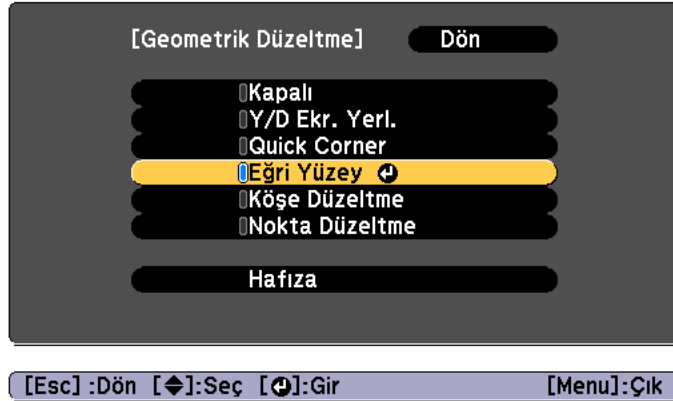 [Geometrik Düzeltme] Dön
Kapalı
Y/D Ekr. Yerl.
Quick Corner
Eğri Yüzey
Köşe Düzeltme
Nokta Düzeltme
Hafıza
[Esc] :Dön [◆]:Seç [⏎]:Gir [Menu]:Çık